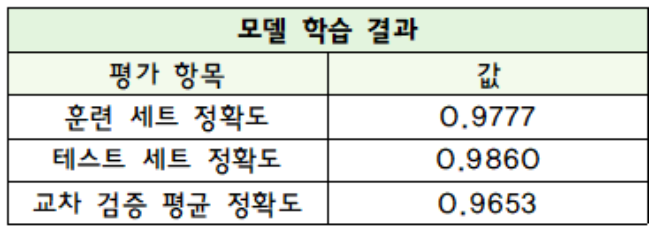 모델 학습 결과
평가 항목 값
훈련 세트 정확도 0.9777
테스트 세트 정확도 0.9860
교차 검증 평균 정확도 0.9653